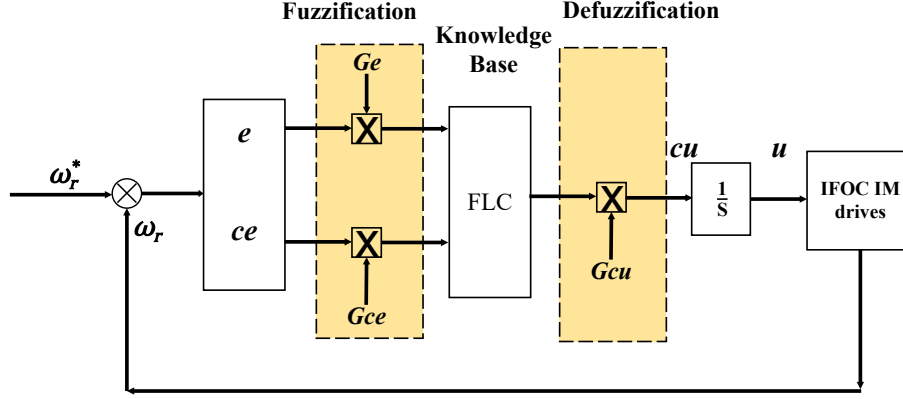 Fuzzification
Defuzzification
Knowledge
Base
Ge
X
e
ce
X
Gce
FLC
X
Gcu
cu
1
S
u
IFOC IM
drives
ω*r
ωr